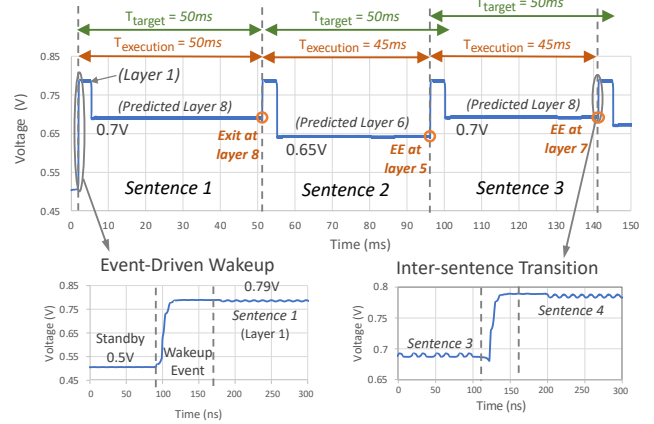 T_target = 50ms
T_target = 50ms
T_target = 50ms
T_execution = 50ms
T_execution = 45ms
T_execution = 45ms
0.85
0.75
0.65
0.55
0.45
Voltage (V)
(Layer 1)
(Predicted Layer 8)
(Predicted Layer 6)
(Predicted Layer 8)
0.7V
0.65V
0.7V
Exit at
layer 8
EE at
layer 5
EE at
layer 7
Sentence 1
Sentence 2
Sentence 3
0 10 20 30 40 50 60 70 80 90 100 110 120 130 140 150
Time (ms)
Event-Driven Wakeup
0.85
0.75
0.65
0.55
0.45
Voltage (V)
0.79V
Sentence 1
(Layer 1)
Standby
0.5V
Wakeup
Event
0 50 100 150 200 250 300
Time (ns)
Inter-sentence Transition
0.8
0.75
0.7
0.65
Voltage (V)
Sentence 3
Sentence 4
0 50 100 150 200 250 300
Time (ns)